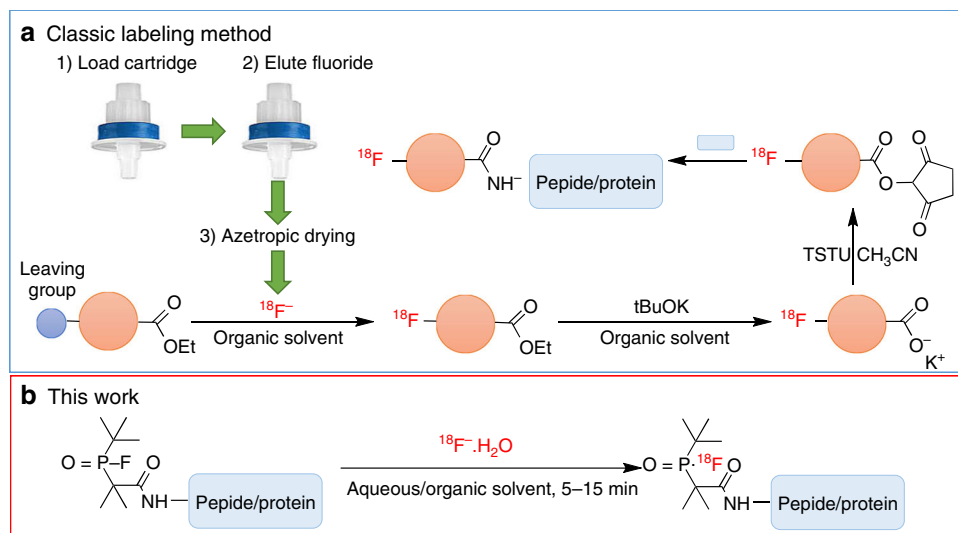 a Classic labeling method
1) Load cartridge
2) Elute fluoride
3) Azetropic drying
Leaving
group
O
OEt
¹⁸F⁻
Organic solvent
¹⁸F
O
OEt
tBuOK
Organic solvent
¹⁸F
O
O⁻
K⁺
TSTU CH₃CN
¹⁸F
O
O
O
O
¹⁸F
O
NH
Pepide/protein
b This work
O = P–F O
NH
Pepide/protein
¹⁸F⁻.H₂O
Aqueous/organic solvent, 5–15 min
O = P·¹⁸F O
NH
Pepide/protein